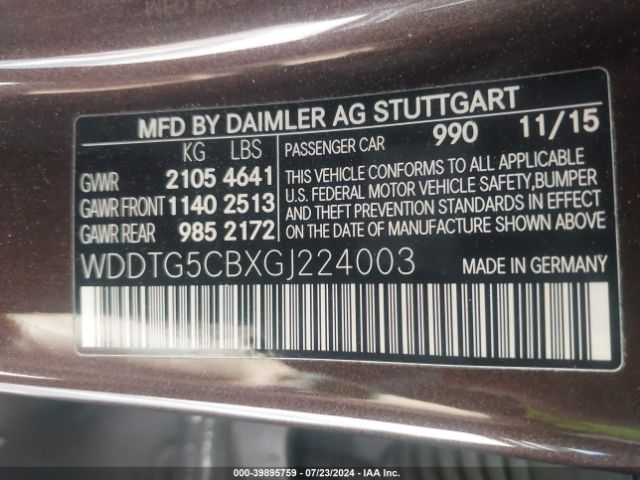 MFD BY DAIMLER AG STUTTGART
KG LBS
GVWR 2105 4641
GAWR FRONT 1140 2513
GAWR REAR 985 2172
PASSENGER CAR 990 11/15
THIS VEHICLE CONFORMS TO ALL APPLICABLE
U.S. FEDERAL MOTOR VEHICLE SAFETY, BUMPER
AND THEFT PREVENTION STANDARDS IN EFFECT
ON THE DATE OF MANUFACTURE SHOWN ABOVE
WDDTG5CBXGJ224003 MADE IN GERMANY
000-39895759 - 07/23/2024 - IAA Inc.